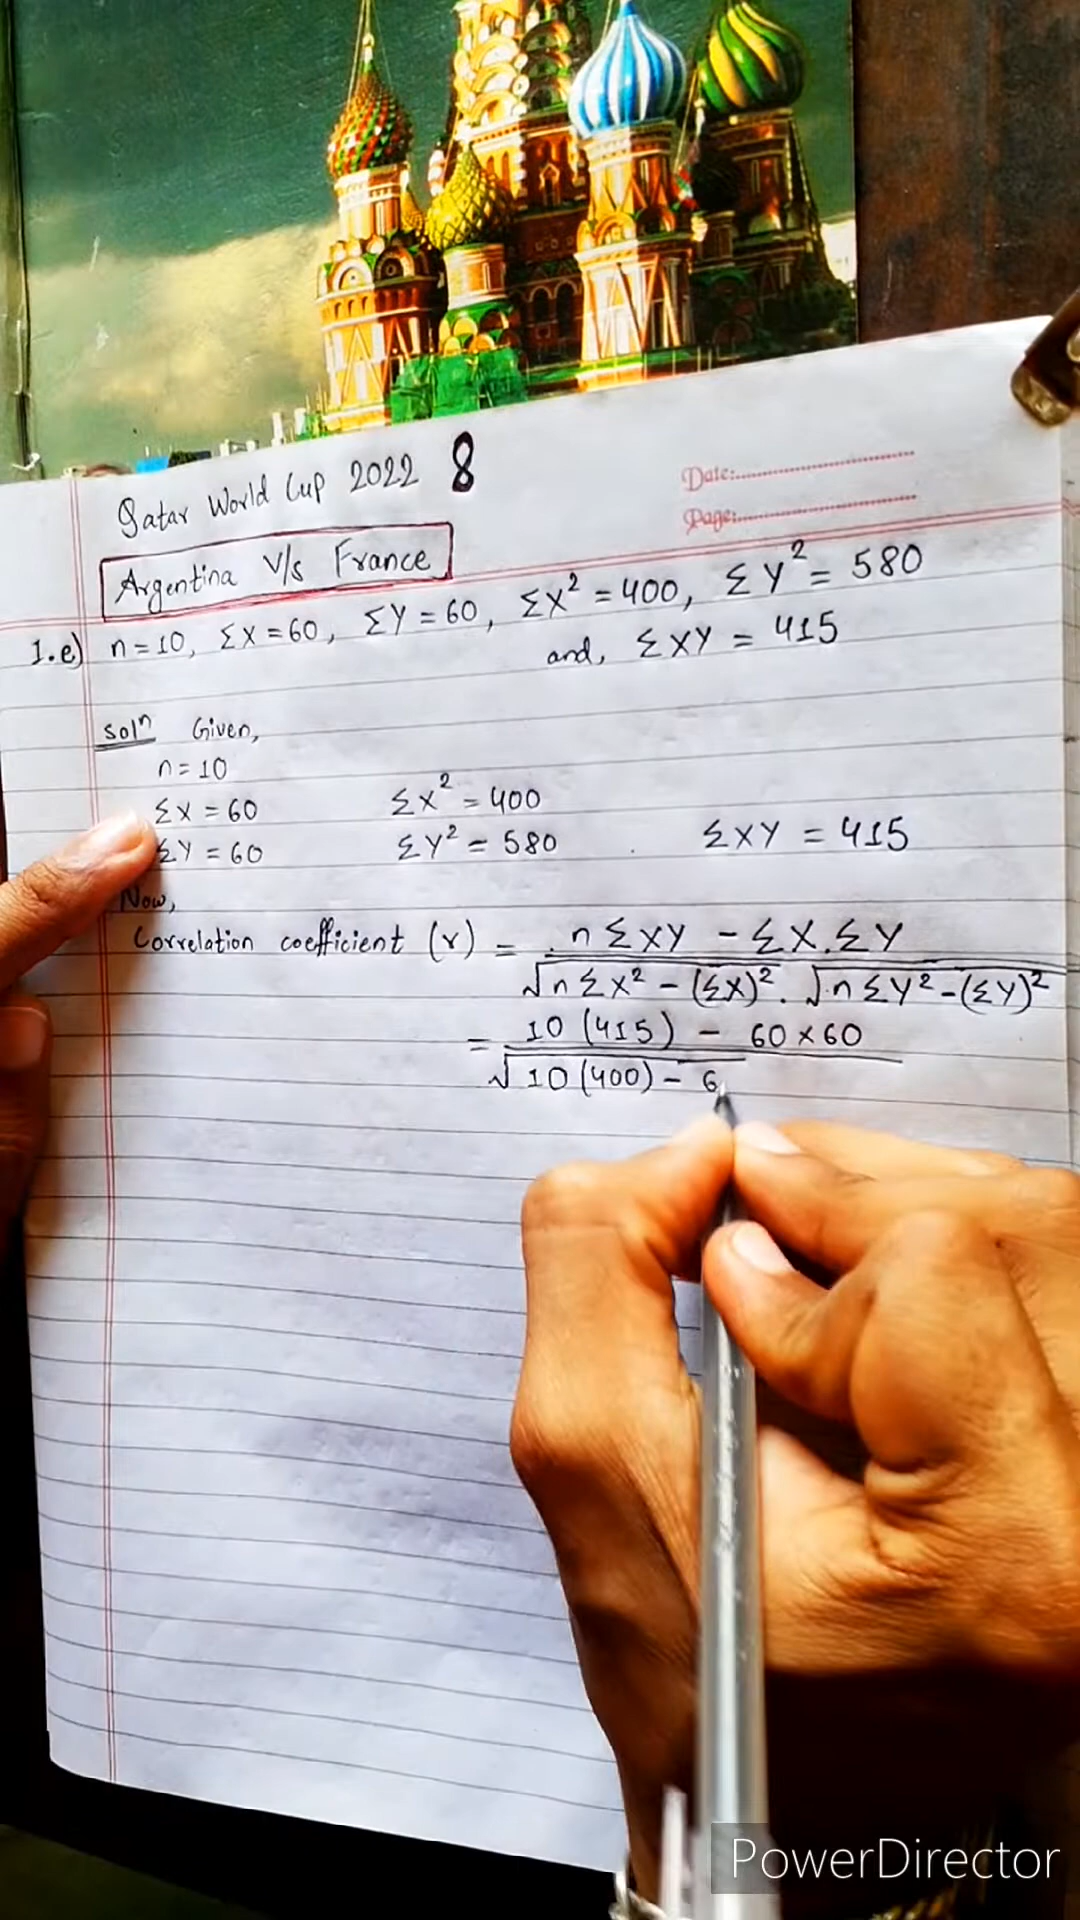 Qatar World Cup 2022 8
Date:
Page:
Argentina V/s France
1.e) n = 10, ΣX = 60, ΣY = 60, ΣX² = 400, ΣY² = 580
and, ΣXY = 415
Solⁿ Given,
n = 10
ΣX = 60 ΣX² = 400
ΣY = 60 ΣY² = 580 ΣXY = 415
Now,
Correlation coefficient (r) = nΣXY - ΣX.ΣY
√nΣX² - (ΣX)². √nΣY² - (ΣY)²
= 10 (415) - 60 × 60
√10 (400) - 6
PowerDirector